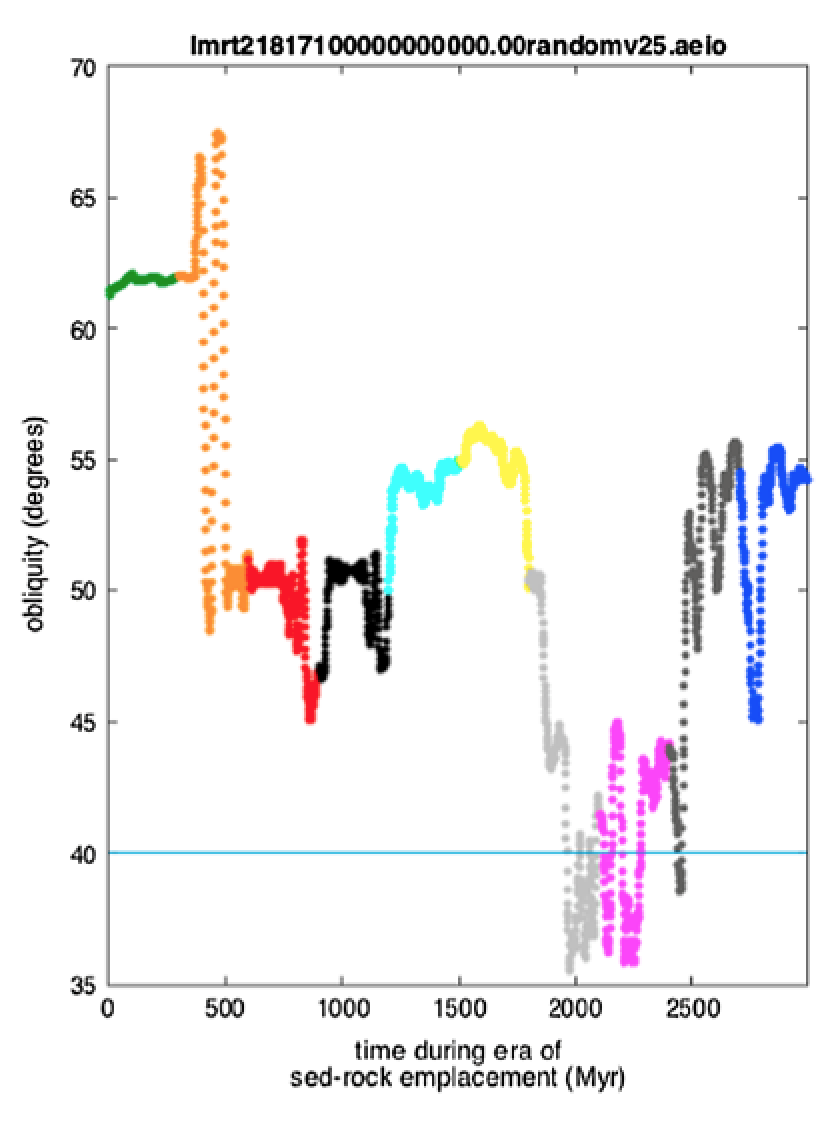 lmrt21817100000000000.00randomv25.aeio
70
65
60
55
50
45
40
35
obliquity (degrees)
0 500 1000 1500 2000 2500
time during era of
sed-rock emplacement (Myr)